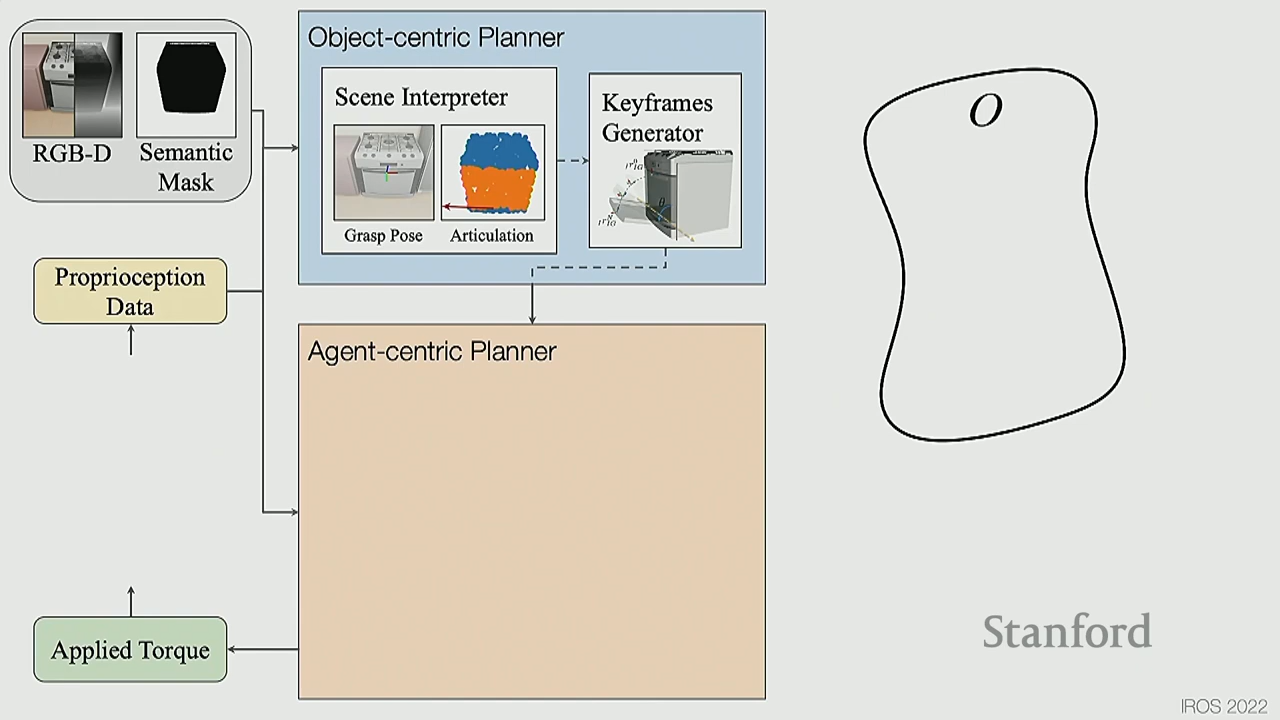 Object-centric Planner
Scene Interpreter
Keyframes
Generator
RGB-D
Semantic
Mask
Grasp Pose
Articulation
Proprioception
Data
Agent-centric Planner
Applied Torque
O
Stanford
IROS 2022